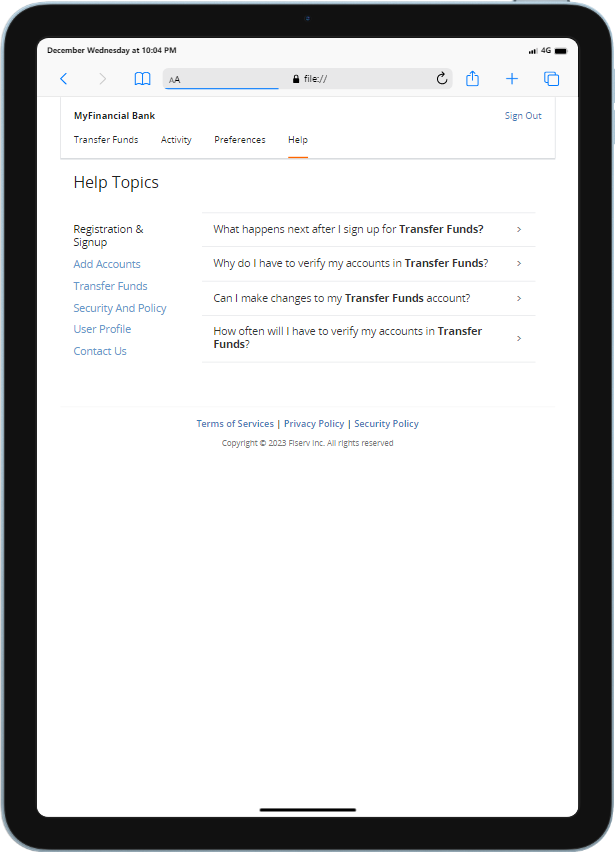 December Wednesday at 10:04 PM
4G
AA
file://
MyFinancial Bank
Sign Out
Transfer Funds Activity Preferences Help
Help Topics
Registration &
Signup
Add Accounts
Transfer Funds
Security And Policy
User Profile
Contact Us
What happens next after I sign up for Transfer Funds?
Why do I have to verify my accounts in Transfer Funds?
Can I make changes to my Transfer Funds account?
How often will I have to verify my accounts in Transfer
Funds?
Terms of Services | Privacy Policy | Security Policy
Copyright © 2023 Fiserv Inc. All rights reserved